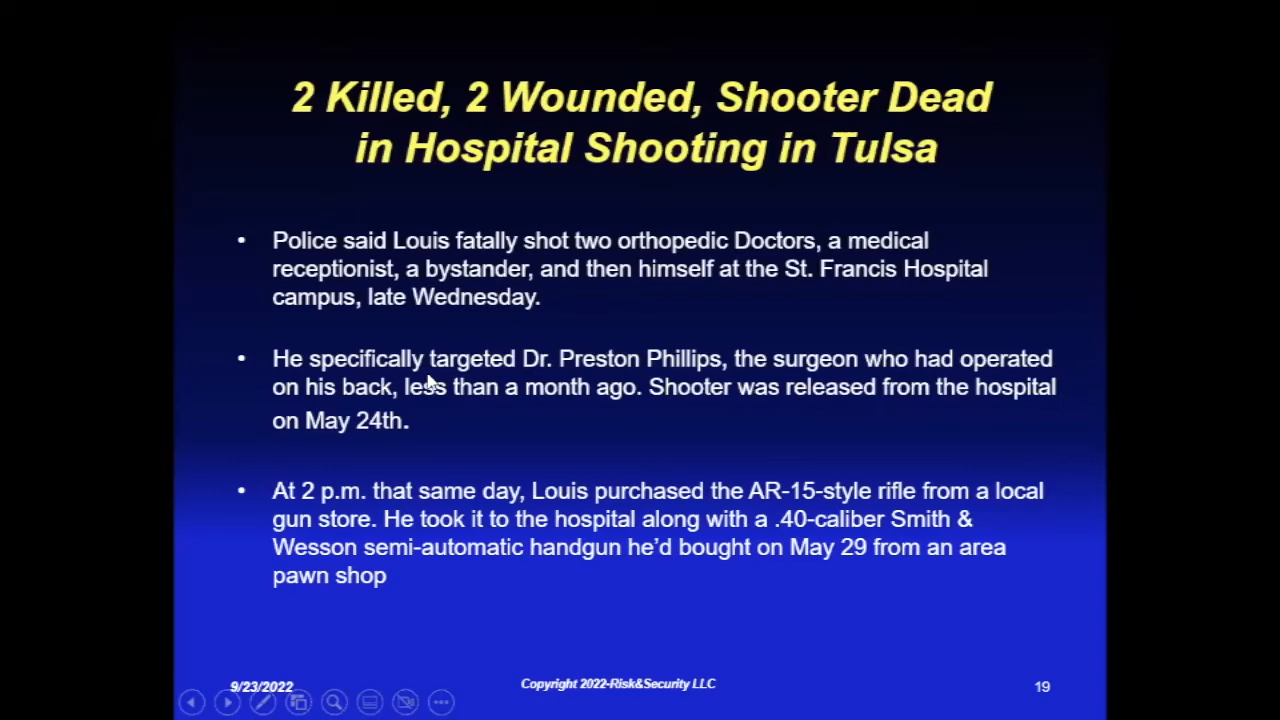 2 Killed, 2 Wounded, Shooter Dead
in Hospital Shooting in Tulsa
• Police said Louis fatally shot two orthopedic Doctors, a medical
receptionist, a bystander, and then himself at the St. Francis Hospital
campus, late Wednesday.
• He specifically targeted Dr. Preston Phillips, the surgeon who had operated
on his back, less than a month ago. Shooter was released from the hospital
on May 24th.
• At 2 p.m. that same day, Louis purchased the AR-15-style rifle from a local
gun store. He took it to the hospital along with a .40-caliber Smith &
Wesson semi-automatic handgun he'd bought on May 29 from an area
pawn shop
9/23/2022
Copyright 2022-Risk&Security LLC
19